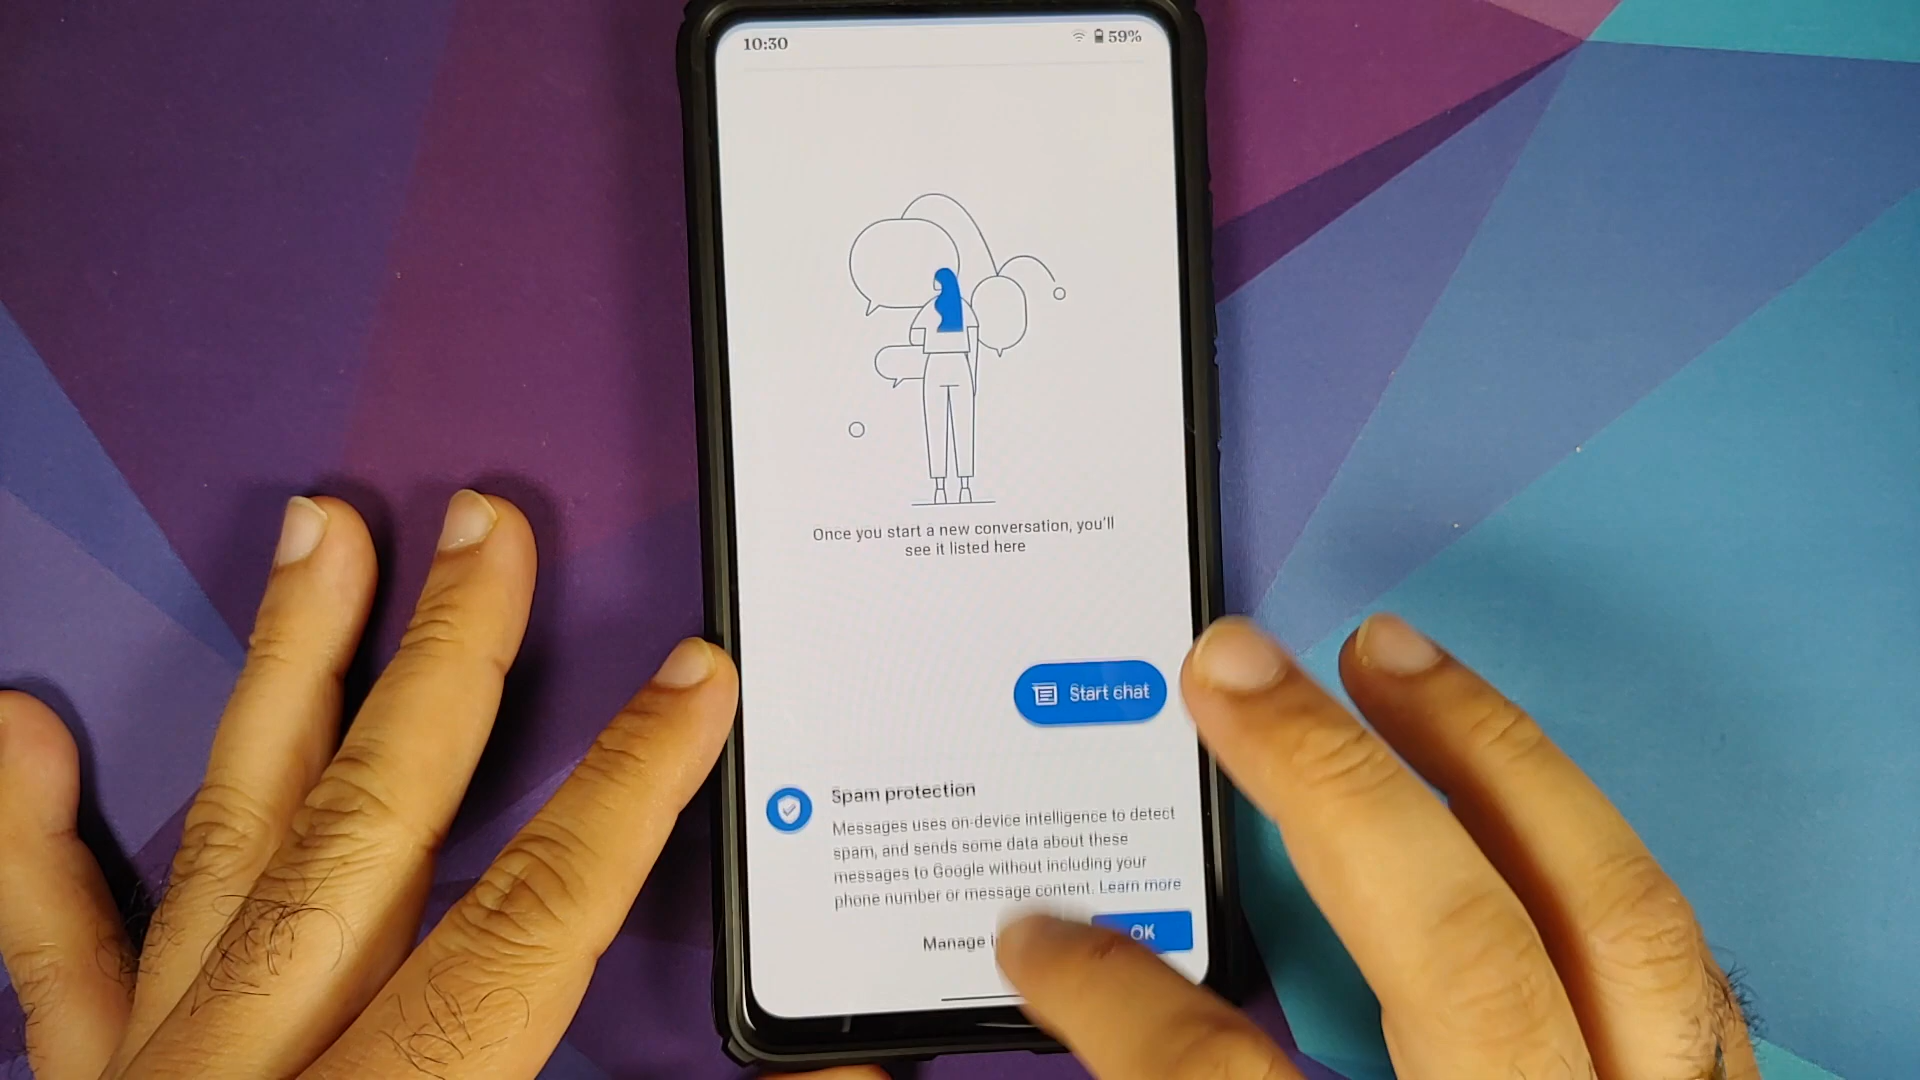 10:30
59%
Once you start a new conversation, you'll
see it listed here
Start chat
Spam protection
Messages uses on-device intelligence to detect
spam, and sends some data about these
messages to Google without including your
phone number or message content. Learn more
Manage
OK